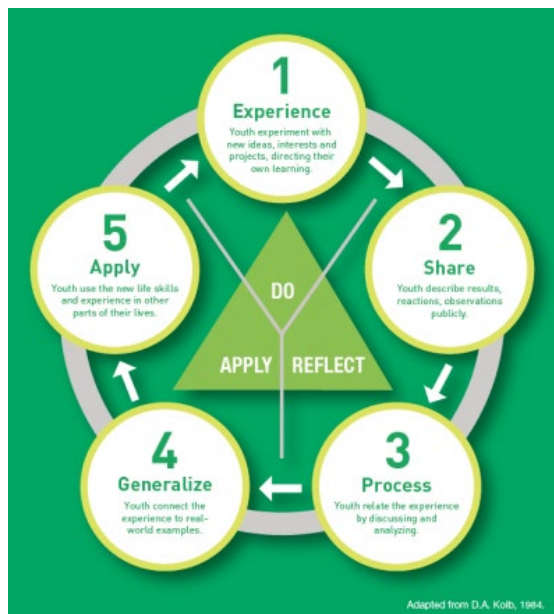 1
Experience
Youth experiment with
new ideas, interests and
projects, directing their
own learning.
2
Share
Youth describe results,
reactions, observations
publicly.
3
Process
Youth relate the experience
by discussing and
analyzing.
4
Generalize
Youth connect the
experience to real-
world examples.
5
Apply
Youth use the new life skills
and experience in other
parts of their lives.
DO
APPLY
REFLECT
Adapted from D.A. Kolb, 1984.